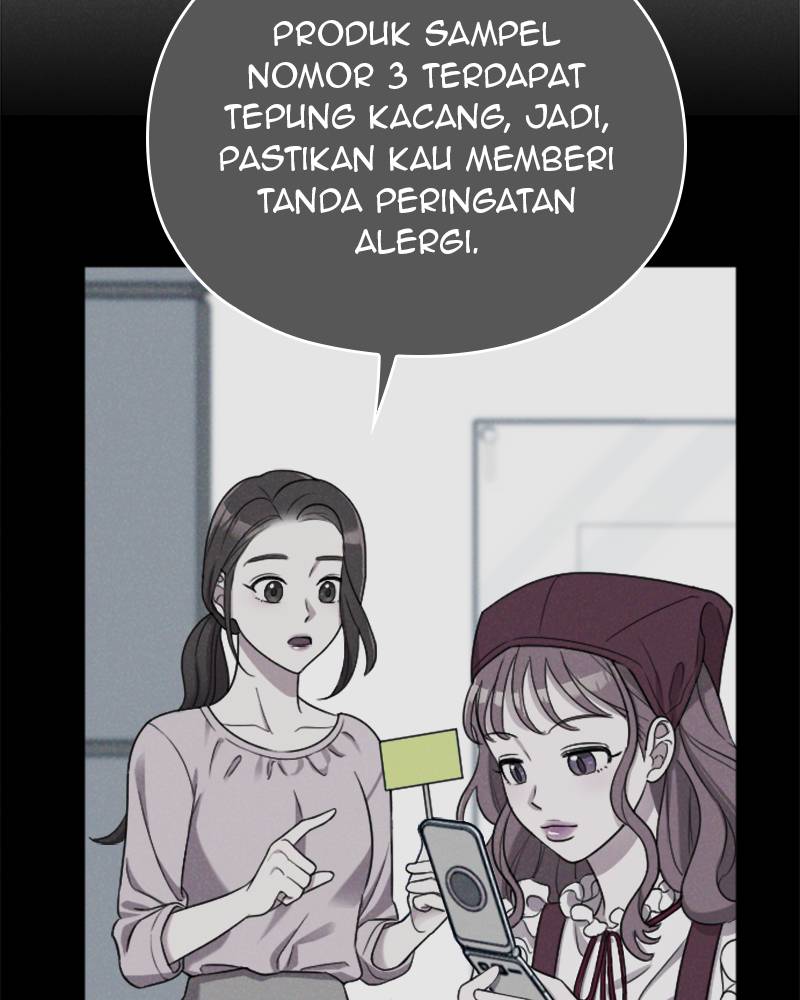 PRODUK SAMPEL
NOMOR 3 TERDAPAT
TEPUNG KACANG, JADI,
PASTIKAN KAU MEMBERI
TANDA PERINGATAN
ALERGI.